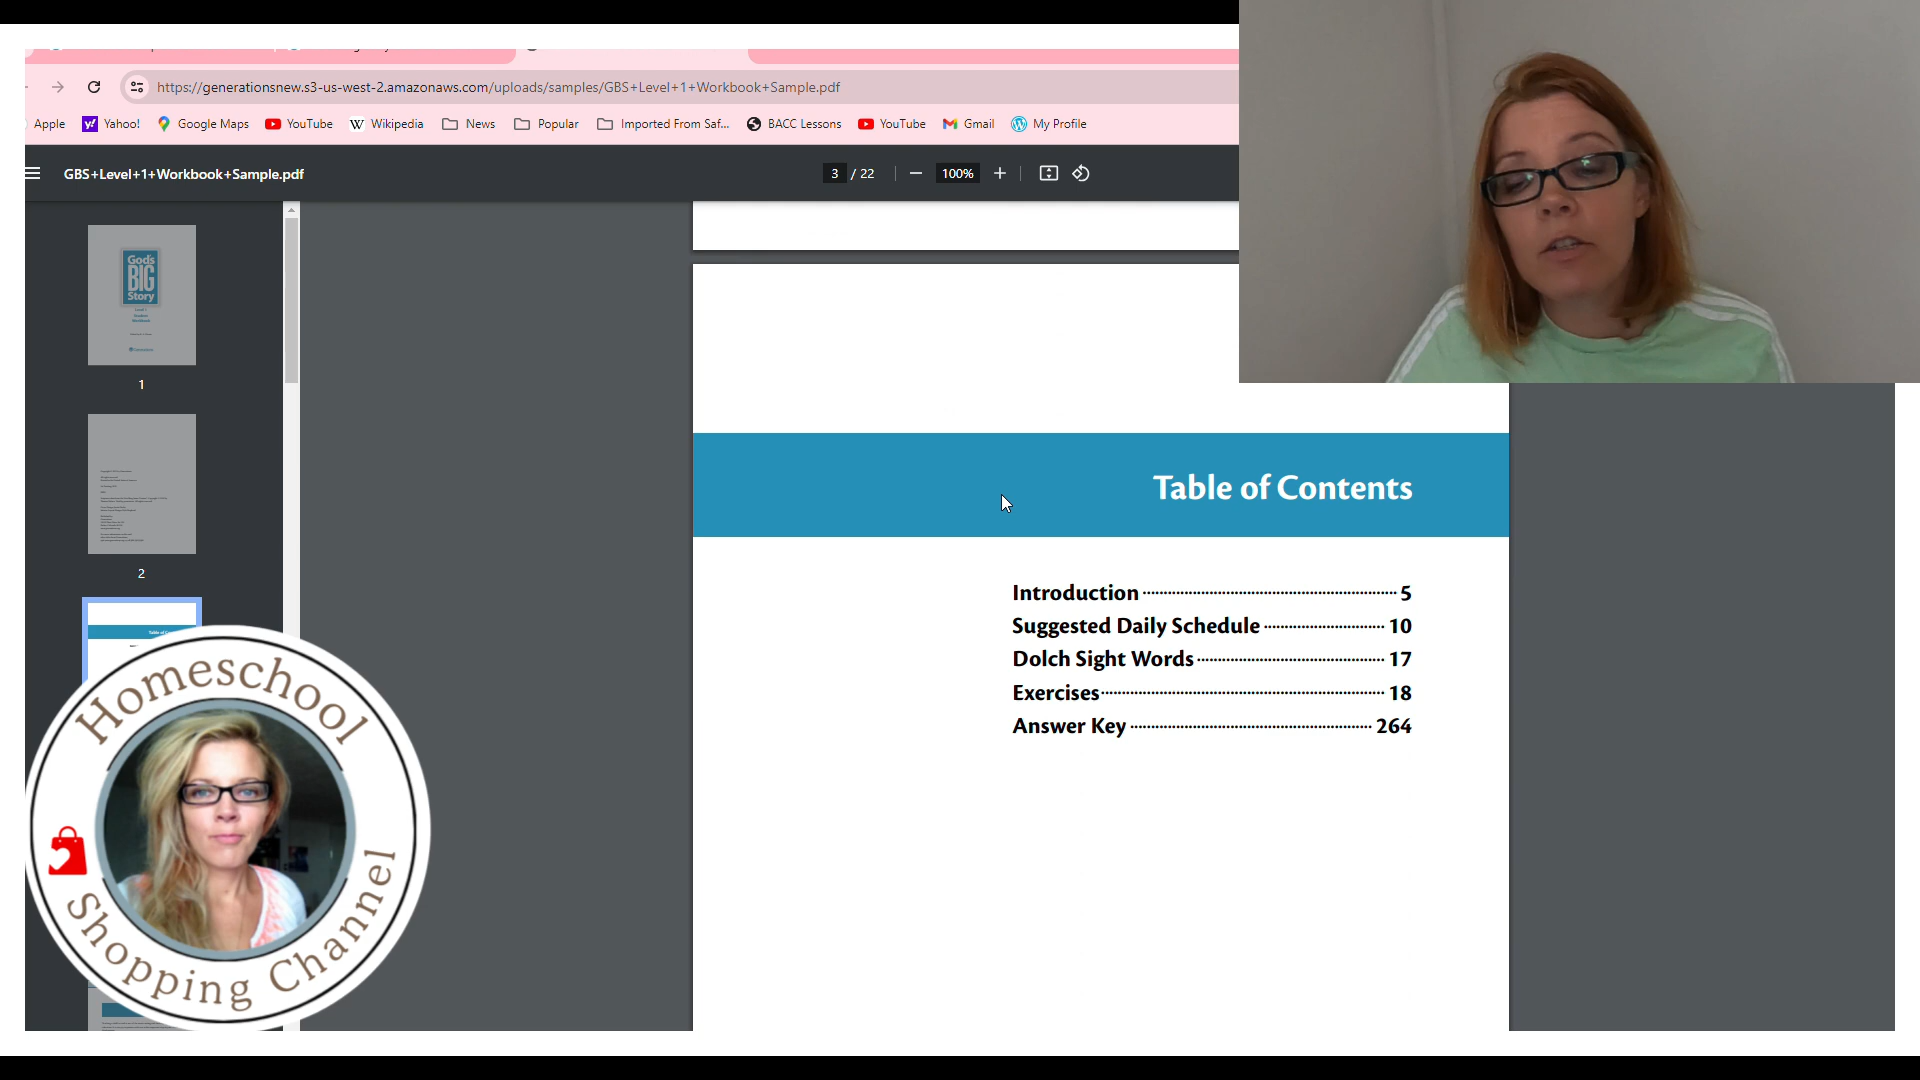 https://generationsnew.s3-us-west-2.amazonaws.com/uploads/samples/GBS+Level+1+Workbook+Sample.pdf
Apple Yahoo! Google Maps YouTube Wikipedia News Popular Imported From Saf... BACC Lessons YouTube Gmail My Profile
GBS+Level+1+Workbook+Sample.pdf 3 / 22 100%
God's
BIG
Story
1
2
Table of Contents
Introduction 5
Suggested Daily Schedule 10
Dolch Sight Words 17
Exercises 18
Answer Key 264
Homeschool
Shopping Channel